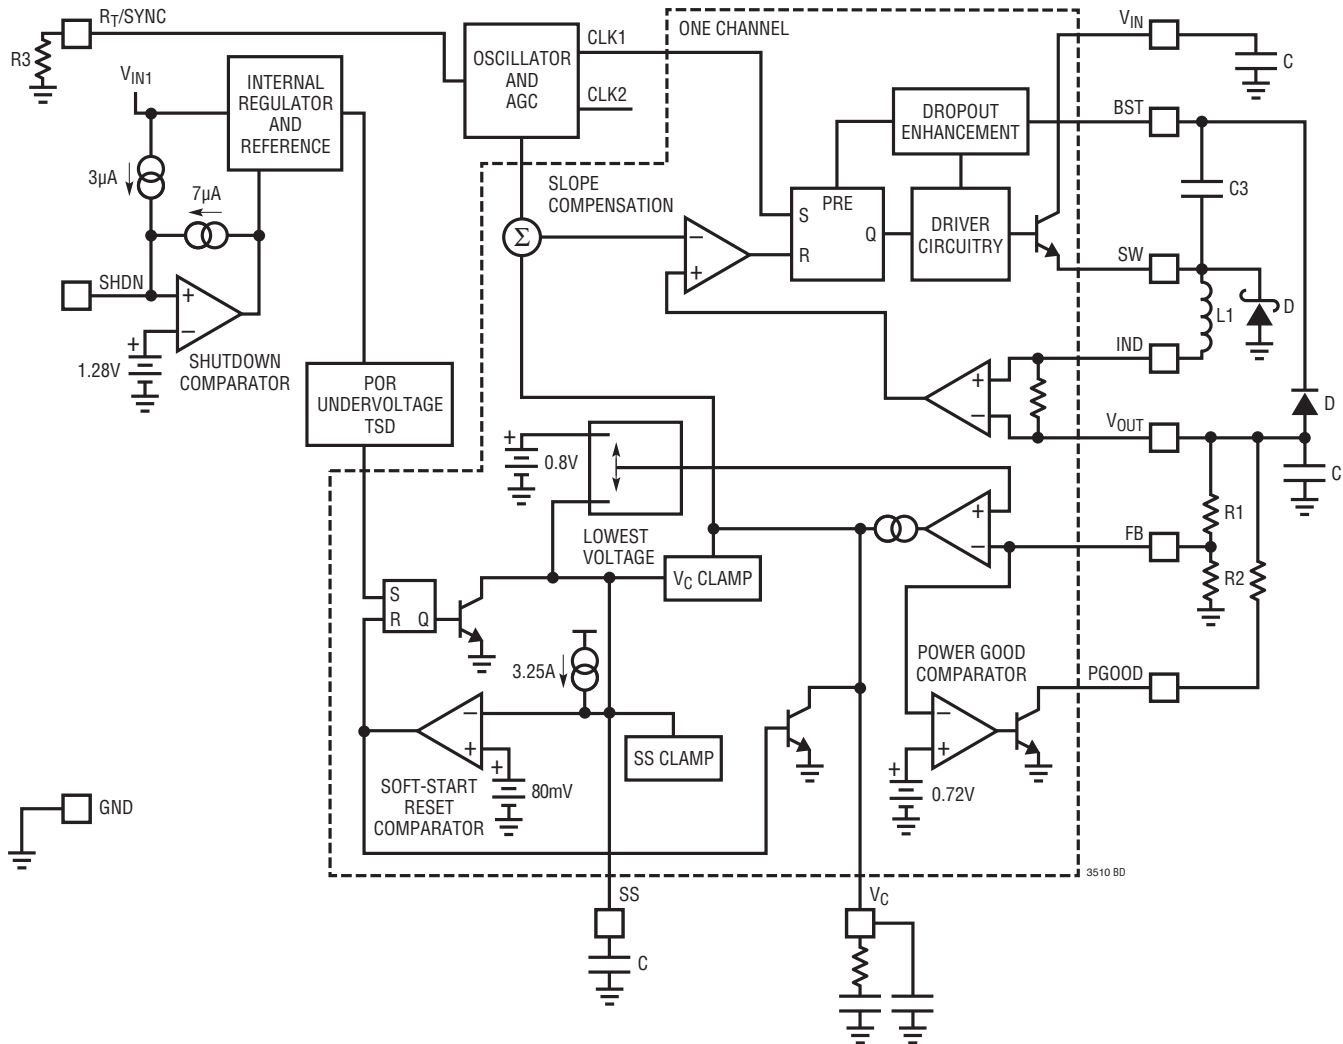 R_T/SYNC
R3
V_IN1
INTERNAL
REGULATOR
AND
REFERENCE
3µA
7µA
SHDN
+
–
+
1.28V
SHUTDOWN
COMPARATOR
POR
UNDERVOLTAGE
TSD
OSCILLATOR
AND
AGC
CLK1
CLK2
ONE CHANNEL
SLOPE
COMPENSATION
Σ
–
+
PRE
S
R
Q
DROPOUT
ENHANCEMENT
DRIVER
CIRCUITRY
V_IN
C
BST
C3
SW
L1
D
IND
+
–
V_OUT
D
C
+
0.8V
LOWEST
VOLTAGE
V_C CLAMP
+
–
FB
R1
R2
S
R
Q
3.25A
–
+
+
80mV
SOFT-START
RESET
COMPARATOR
SS CLAMP
POWER GOOD
COMPARATOR
–
+
+
0.72V
PGOOD
GND
3510 BD
SS
C
V_C